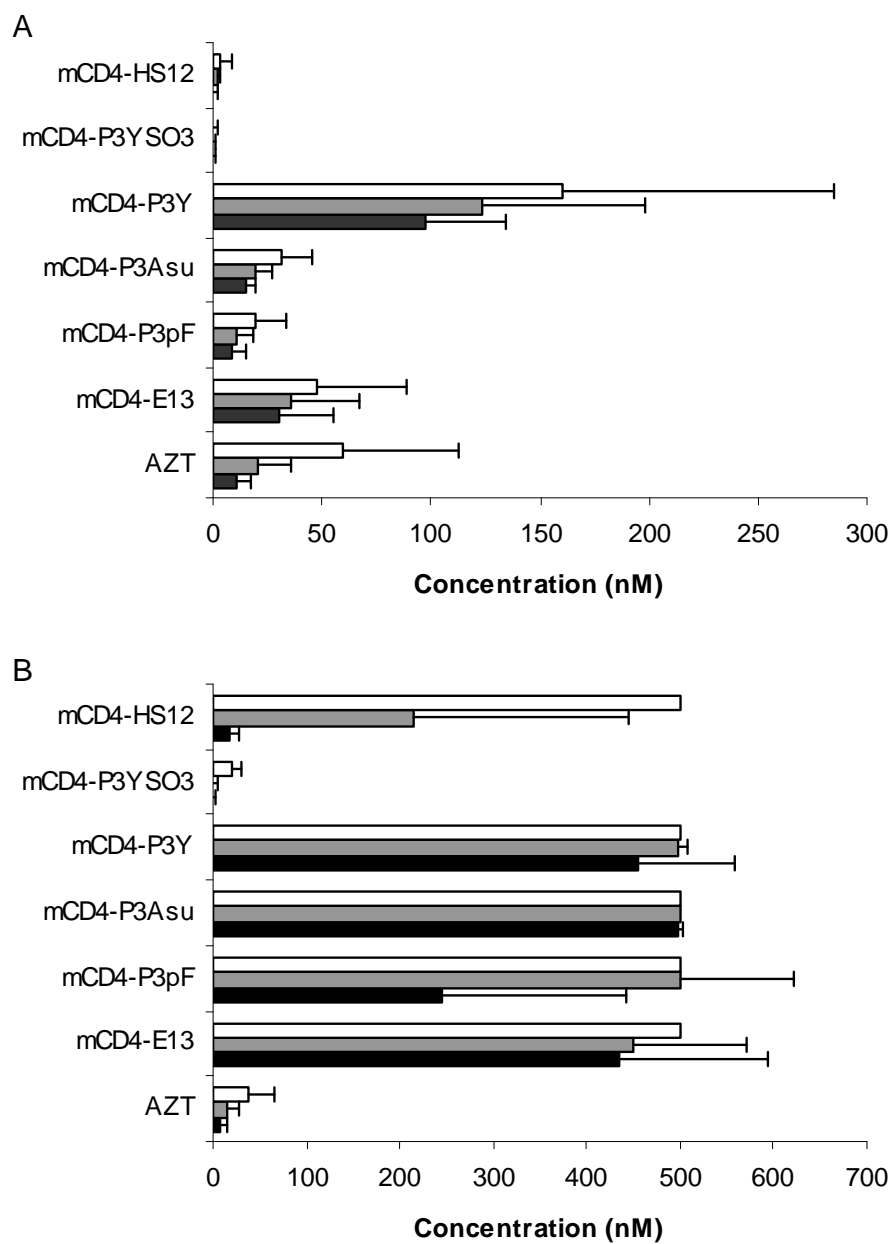 A
mCD4-HS12
mCD4-P3YSO3
mCD4-P3Y
mCD4-P3Asu
mCD4-P3pF
mCD4-E13
AZT
0 50 100 150 200 250 300
Concentration (nM)
B
mCD4-HS12
mCD4-P3YSO3
mCD4-P3Y
mCD4-P3Asu
mCD4-P3pF
mCD4-E13
AZT
0 100 200 300 400 500 600 700
Concentration (nM)